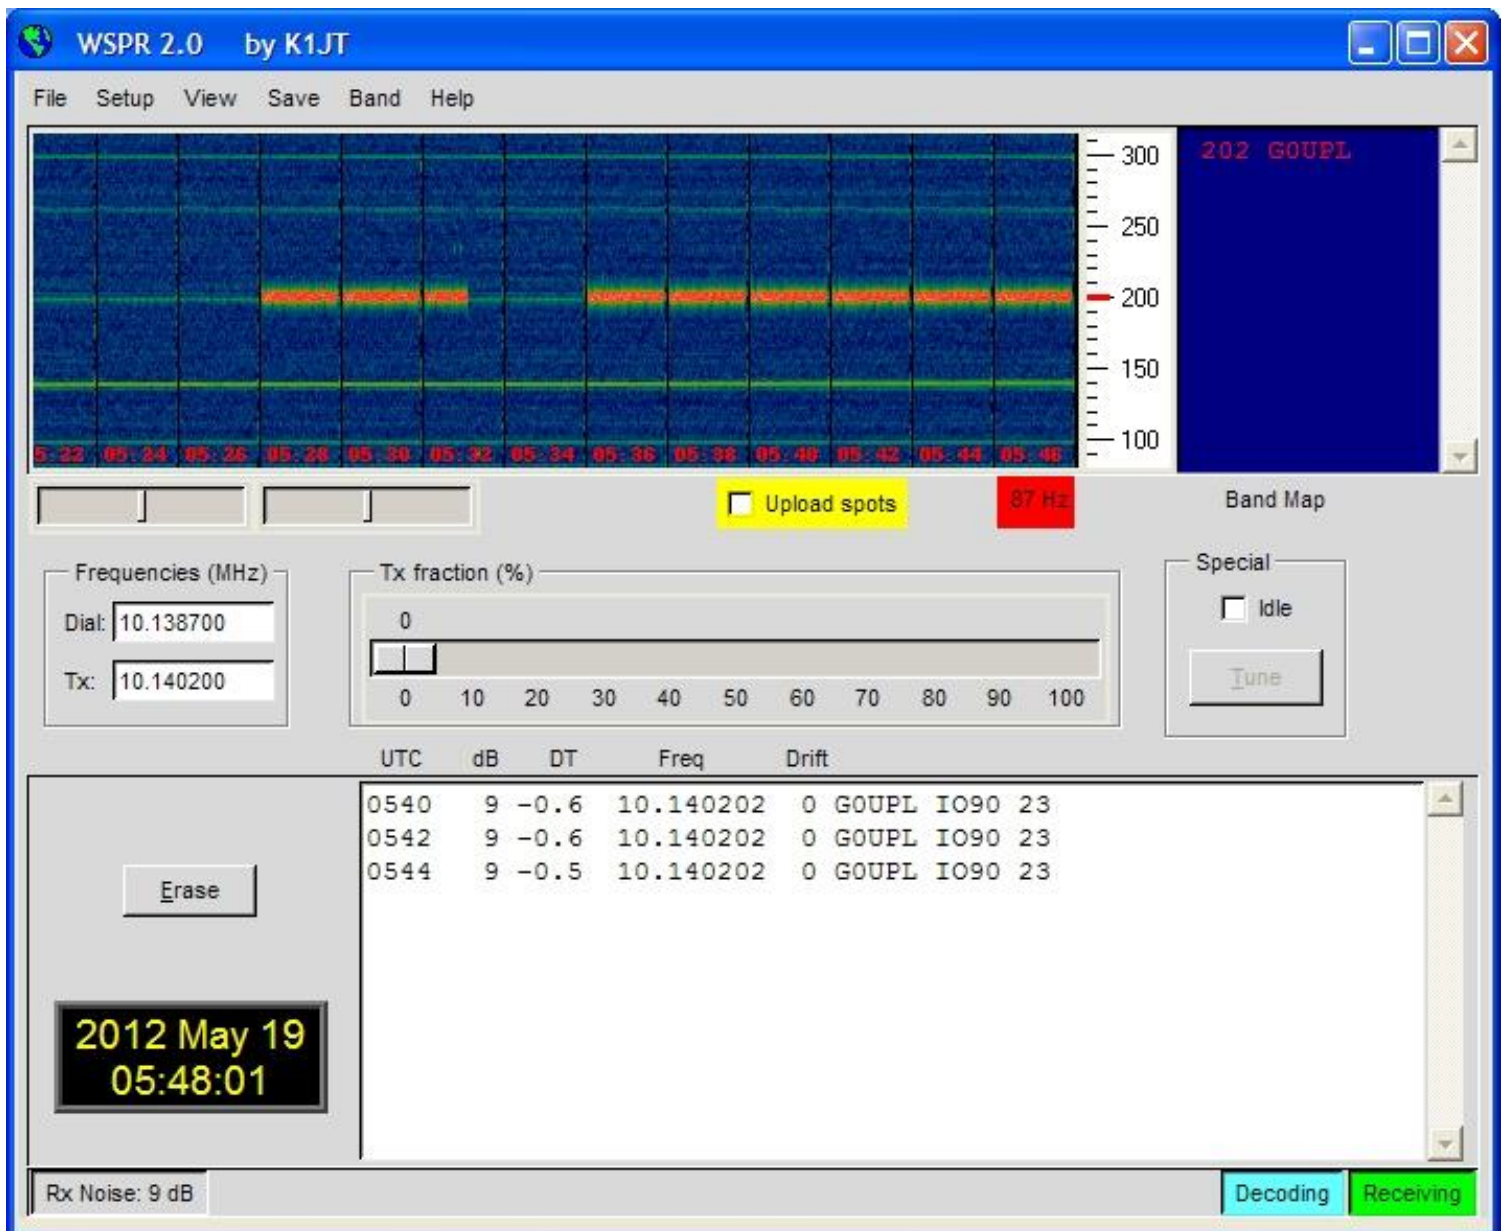 WSPR 2.0 by K1JT
File Setup View Save Band Help
300
250
200
150
100
202 G0UPL
5:22 05:24 05:26 05:28 05:30 05:32 05:34 05:36 05:38 05:40 05:42 05:44 05:46
Upload spots
87 Hz
Band Map
Frequencies (MHz)
Dial: 10.138700
Tx: 10.140200
Tx fraction (%)
0
0 10 20 30 40 50 60 70 80 90 100
Special
Idle
Tune
UTC dB DT Freq Drift
0540 9 -0.6 10.140202 0 G0UPL IO90 23
0542 9 -0.6 10.140202 0 G0UPL IO90 23
0544 9 -0.5 10.140202 0 G0UPL IO90 23
Erase
2012 May 19
05:48:01
Rx Noise: 9 dB
Decoding
Receiving